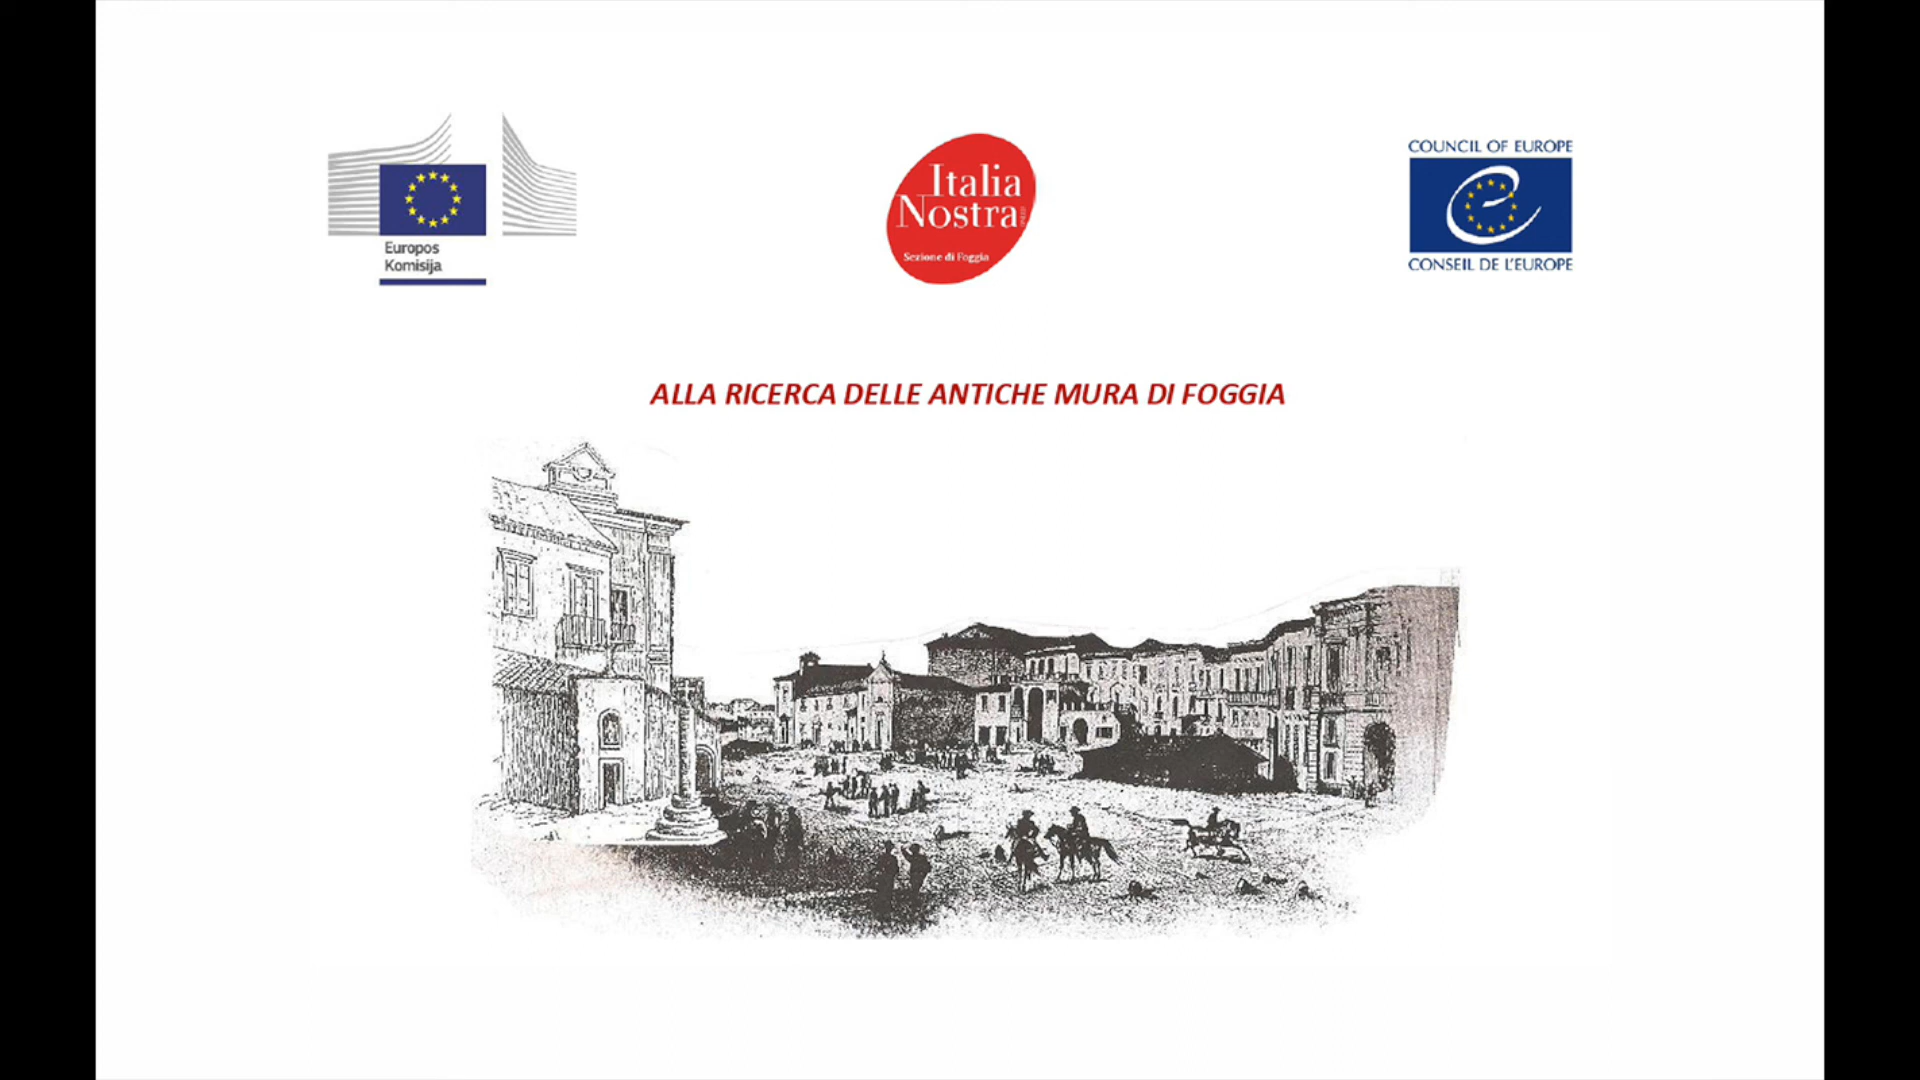 Europos
Komisija
Italia
Nostra
Sezione di Foggia
COUNCIL OF EUROPE
CONSEIL DE L'EUROPE
ALLA RICERCA DELLE ANTICHE MURA DI FOGGIA